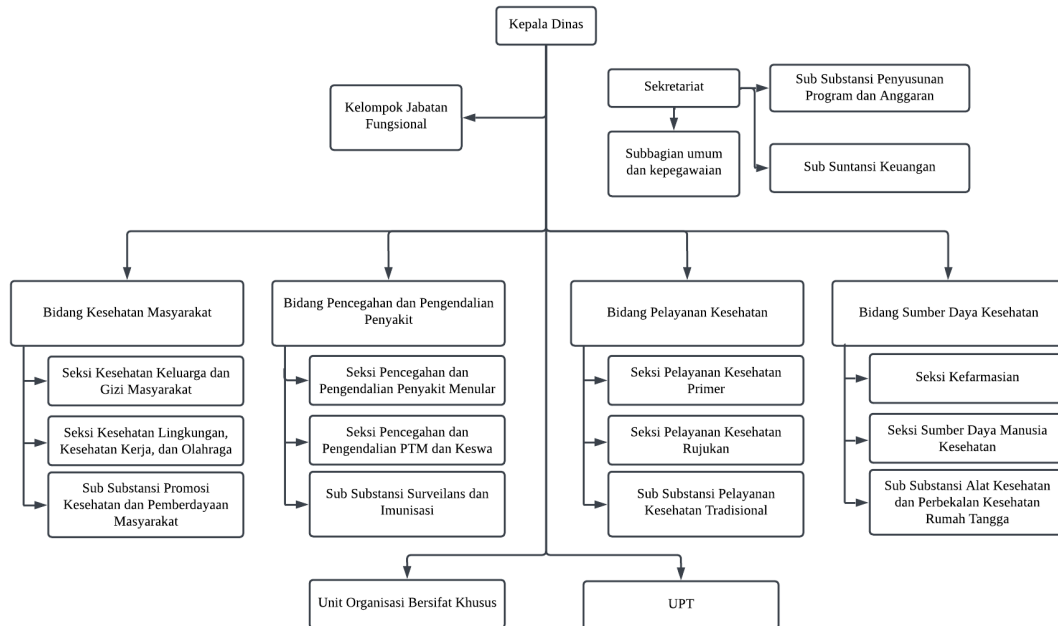 Kepala Dinas
Sekretariat
Sub Substansi Penyusunan
Program dan Anggaran
Kelompok Jabatan
Fungsional
Subbagian umum
dan kepegawaian
Sub Suntansi Keuangan
Bidang Kesehatan Masyarakat
Bidang Pencegahan dan Pengendalian
Penyakit
Bidang Pelayanan Kesehatan
Bidang Sumber Daya Kesehatan
Seksi Kesehatan Keluarga dan
Gizi Masyarakat
Seksi Pencegahan dan
Pengendalian Penyakit Menular
Seksi Pelayanan Kesehatan
Primer
Seksi Kefarmasian
Seksi Kesehatan Lingkungan,
Kesehatan Kerja, dan Olahraga
Seksi Pencegahan dan
Pengendalian PTM dan Keswa
Seksi Pelayanan Kesehatan
Rujukan
Seksi Sumber Daya Manusia
Kesehatan
Sub Substansi Promosi
Kesehatan dan Pemberdayaan
Masyarakat
Sub Substansi Surveilans dan
Imunisasi
Sub Substansi Pelayanan
Kesehatan Tradisional
Sub Substansi Alat Kesehatan
dan Perbekalan Kesehatan
Rumah Tangga
Unit Organisasi Bersifat Khusus
UPT